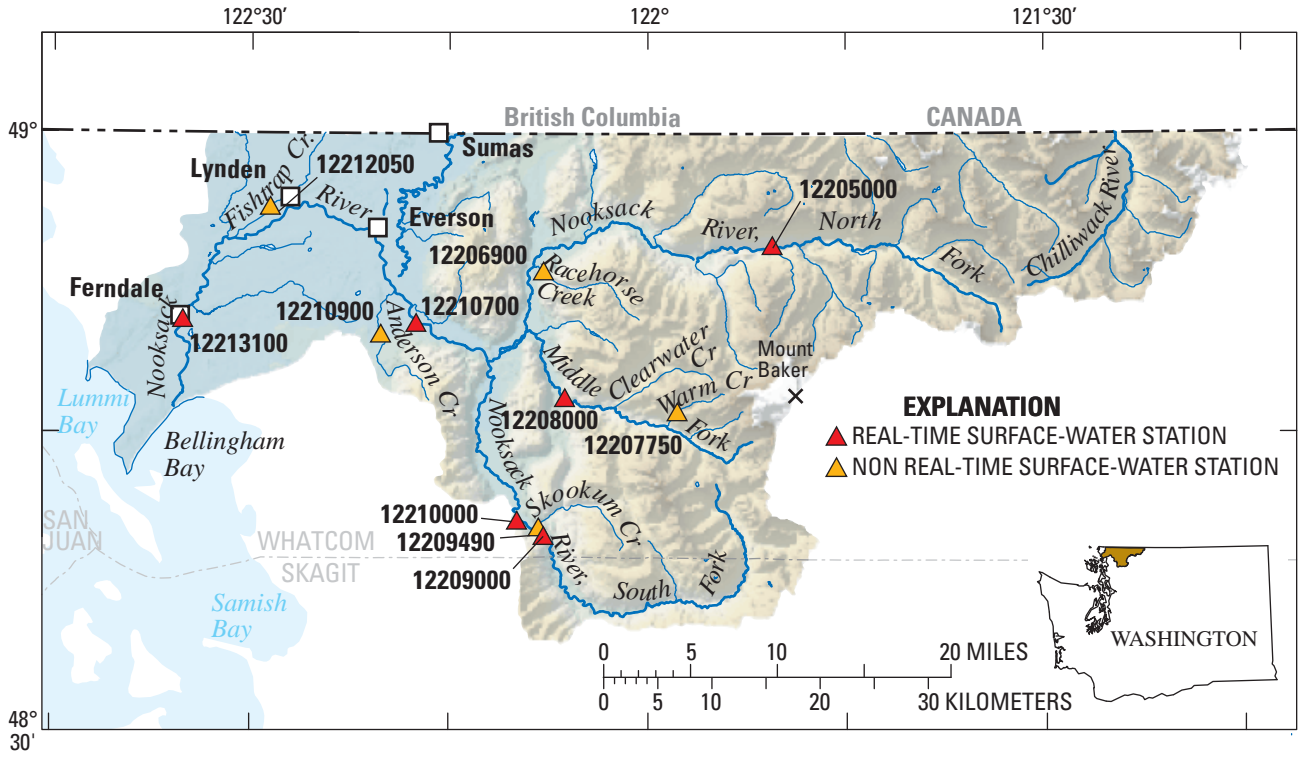 122°30'
122°
121°30'
49°
British Columbia
CANADA
Sumas
Lynden
Fishtrap Cr.
12212050
River
Everson
Nooksack
River,
12205000
North
Fork
Chilliwack River
12206900
Racehorse
Creek
Ferndale
Nooksack
12213100
12210900
12210700
Anderson Cr
Middle
Clearwater
Cr
Mount
Baker
Warm Cr
Fork
12208000
12207750
Lummi
Bay
Bellingham
Bay
Nooksack
EXPLANATION
REAL-TIME SURFACE-WATER STATION
NON REAL-TIME SURFACE-WATER STATION
Skookum Cr
12210000
12209490
12209000
River,
South
Fork
SAN
JUAN
WHATCOM
SKAGIT
Samish
Bay
WASHINGTON
0 5 10 20 MILES
0 5 10 20 30 KILOMETERS
48°
30'